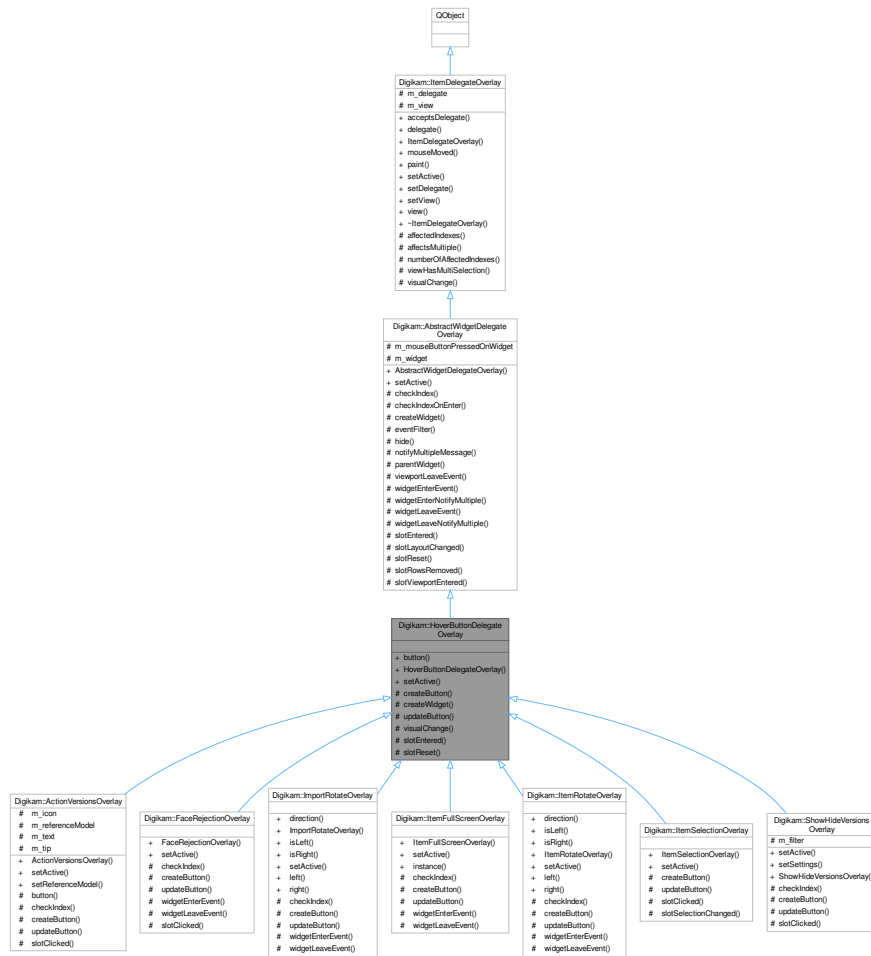 QObject
Digikam::ItemDelegateOverlay
# m_delegate
# m_view
+ acceptsDelegate()
+ delegate()
+ ItemDelegateOverlay()
+ mouseMoved()
+ paint()
+ setActive()
+ setDelegate()
+ setView()
+ view()
+ ~ItemDelegateOverlay()
# affectedIndexes()
# affectsMultiple()
# numberOfAffectedIndexes()
# viewHasMultiSelection()
# visualChange()
Digikam::AbstractWidgetDelegate
Overlay
# m_mouseButtonPressedOnWidget
# m_widget
+ AbstractWidgetDelegateOverlay()
+ setActive()
# checkIndex()
# checkIndexOnEnter()
# createWidget()
# eventFilter()
# hide()
# notifyMultipleMessage()
# parentWidget()
# viewportLeaveEvent()
# widgetEnterEvent()
# widgetEnterNotifyMultiple()
# widgetLeaveEvent()
# widgetLeaveNotifyMultiple()
# slotEntered()
# slotLayoutChanged()
# slotReset()
# slotRowsRemoved()
# slotViewportEntered()
Digikam::HoverButtonDelegate
Overlay
+ button()
+ HoverButtonDelegateOverlay()
+ setActive()
# createButton()
# createWidget()
# updateButton()
# visualChange()
# slotEntered()
# slotReset()
Digikam::ActionVersionsOverlay
# m_icon
# m_referenceModel
# m_text
# m_tip
+ ActionVersionsOverlay()
+ setActive()
+ setReferenceModel()
# button()
# checkIndex()
# createButton()
# updateButton()
# slotClicked()
Digikam::FaceRejectionOverlay
+ FaceRejectionOverlay()
+ setActive()
# checkIndex()
# createButton()
# updateButton()
# widgetEnterEvent()
# widgetLeaveEvent()
# slotClicked()
Digikam::ImportRotateOverlay
+ direction()
+ ImportRotateOverlay()
+ isLeft()
+ isRight()
+ setActive()
+ left()
+ right()
# checkIndex()
# createButton()
# updateButton()
# widgetEnterEvent()
# widgetLeaveEvent()
Digikam::ItemFullScreenOverlay
+ ItemFullScreenOverlay()
+ setActive()
+ instance()
# checkIndex()
# createButton()
# updateButton()
# widgetEnterEvent()
# widgetLeaveEvent()
Digikam::ItemRotateOverlay
+ direction()
+ isLeft()
+ isRight()
+ ItemRotateOverlay()
+ setActive()
+ left()
+ right()
# checkIndex()
# createButton()
# updateButton()
# widgetEnterEvent()
# widgetLeaveEvent()
Digikam::ItemSelectionOverlay
+ ItemSelectionOverlay()
+ setActive()
# createButton()
# updateButton()
# slotClicked()
# slotSelectionChanged()
Digikam::ShowHideVersions
Overlay
# m_filter
+ setActive()
+ setSettings()
+ ShowHideVersionsOverlay()
# checkIndex()
# createButton()
# updateButton()
# slotClicked()